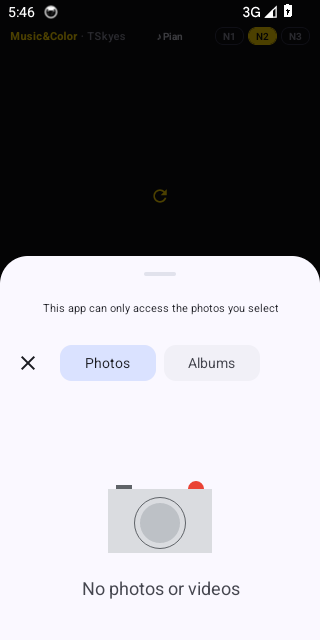 5:46
3G
Music&Color · TSkyes
♪Pian
N1
N2
N3
This app can only access the photos you select
Photos
Albums
No photos or videos